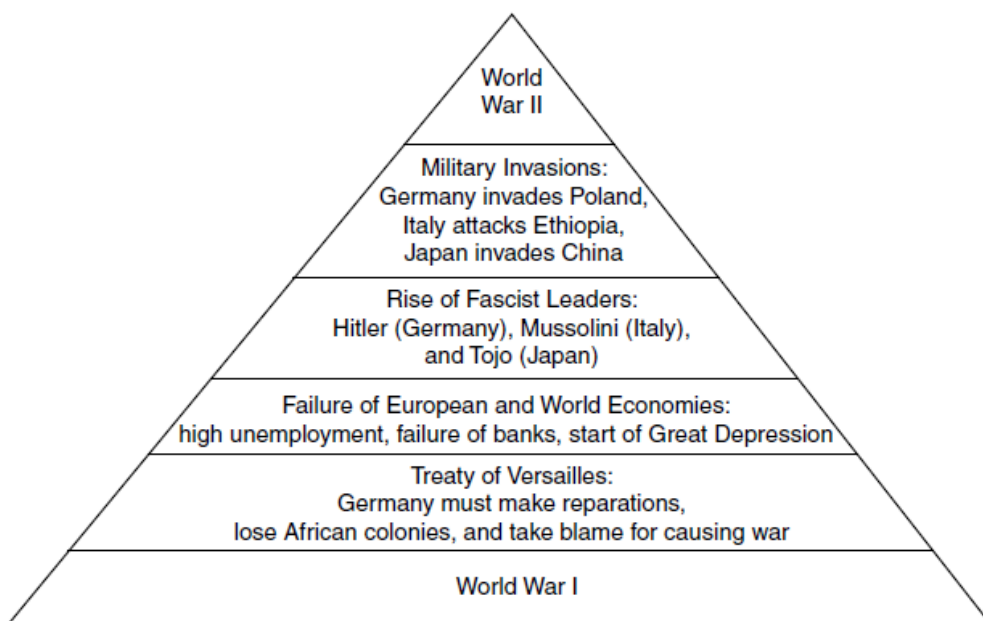 World
War II
Military Invasions:
Germany invades Poland,
Italy attacks Ethiopia,
Japan invades China
Rise of Fascist Leaders:
Hitler (Germany), Mussolini (Italy),
and Tojo (Japan)
Failure of European and World Economies:
high unemployment, failure of banks, start of Great Depression
Treaty of Versailles:
Germany must make reparations,
lose African colonies, and take blame for causing war
World War I